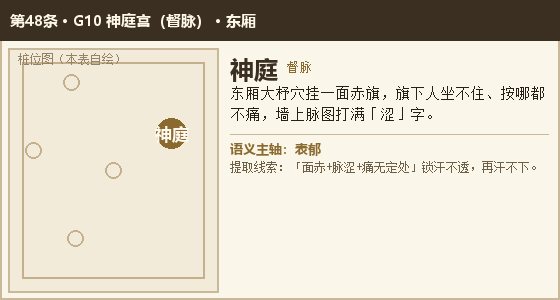 第48条・G10 神庭宫（督脉）・东厢
桩位图（本表自绘）
神庭
神庭 督脉
东厢大杼穴挂一面赤旗，旗下人坐不住、按哪都
不痛，墙上脉图打满「涩」字。
语义主轴：表郁
提取线索：「面赤+脉涩+痛无定处」锁汗不透，再汗不下。